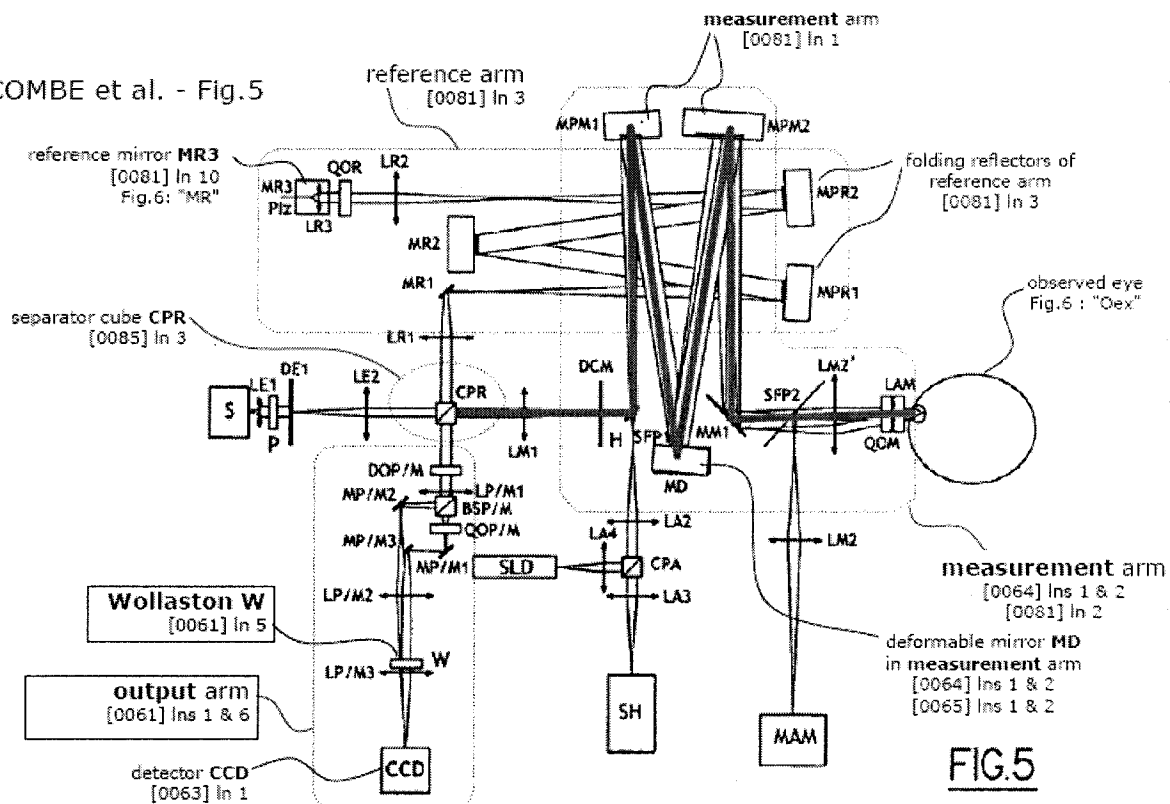 COMBE et al. - Fig.5
measurement arm
[0081] ln 1
reference arm
[0081] ln 3
reference mirror MR3
[0081] ln 10
Fig.6: "MR"
folding reflectors of
reference arm
[0081] ln 3
MPM1
MPM2
QOR
LR2
MR3
Plz
LR3
MR2
MPR2
MPR1
MR1
separator cube CPR
[0085] ln 3
LR1
observed eye
Fig.6 : "Oex"
S
LE1
P
DE1
LE2
CPR
LM1
DCM
H
SFP1
MD
MM1
SFP2
LM2'
LAM
QOM
DOP/M
MP/M2
LP/M1
BSP/M
QOP/M
MP/M3
MP/M1
LA2
LA4
SLD
CPA
LA3
LM2
LP/M2
Wollaston W
[0061] ln 5
W
LP/M3
output arm
[0061] lns 1 & 6
SH
MAM
measurement arm
[0064] lns 1 & 2
[0081] ln 2
deformable mirror MD
in measurement arm
[0064] lns 1 & 2
[0065] lns 1 & 2
CCD
detector CCD
[0063] ln 1
FIG.5